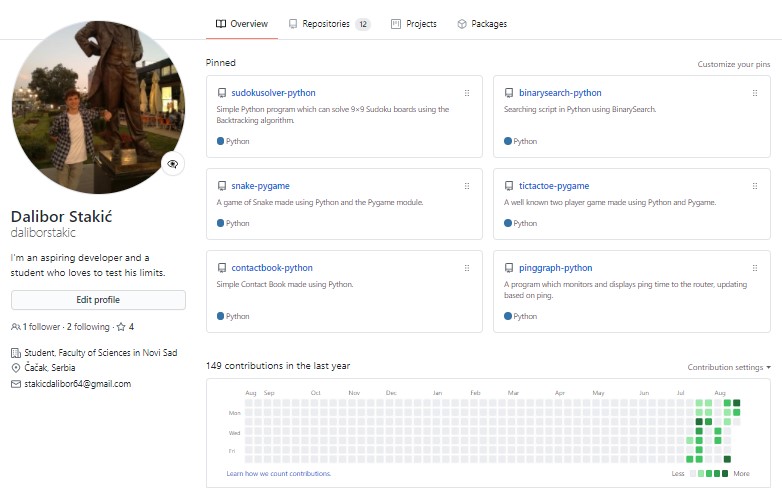 Overview
Repositories 12
Projects
Packages
Dalibor Stakić
daliborstakic
I'm an aspiring developer and a
student who loves to test his limits.
Edit profile
1 follower · 2 following · 4
Student, Faculty of Sciences in Novi Sad
Čačak, Serbia
stakicdalibor64@gmail.com
Pinned
Customize your pins
sudokusolver-python
Simple Python program which can solve 9×9 Sudoku boards using the
Backtracking algorithm.
Python
binarysearch-python
Searching script in Python using BinarySearch.
Python
snake-pygame
A game of Snake made using Python and the Pygame module.
Python
tictactoe-pygame
A well known two player game made using Python and Pygame.
Python
contactbook-python
Simple Contact Book made using Python.
Python
pinggraph-python
A program which monitors and displays ping time to the router, updating
based on ping.
Python
149 contributions in the last year
Contribution settings
Aug Sep Oct Nov Dec Jan Feb Mar Apr May Jun Jul Aug
Mon
Wed
Fri
Learn how we count contributions.
Less More